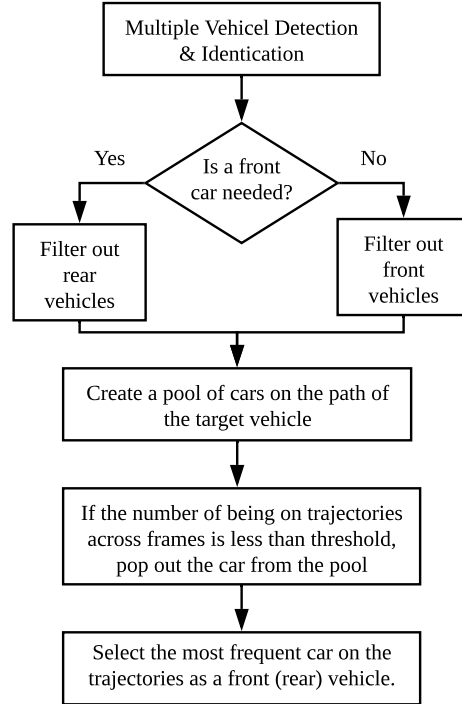 Multiple Vehicel Detection
& Identication
Is a front
car needed?
Yes
No
Filter out
rear
vehicles
Filter out
front
vehicles
Create a pool of cars on the path of
the target vehicle
If the number of being on trajectories
across frames is less than threshold,
pop out the car from the pool
Select the most frequent car on the
trajectories as a front (rear) vehicle.